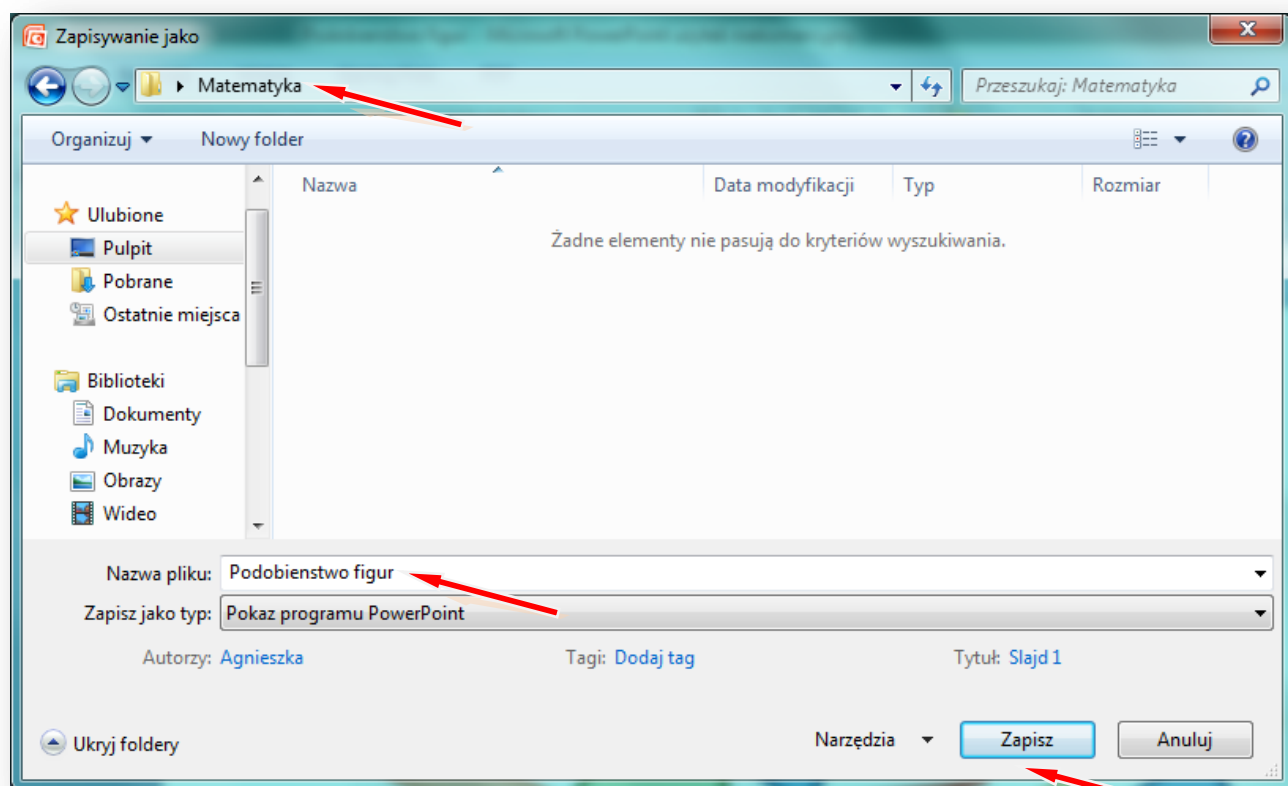 Zapisywanie jako
Matematyka
Przeszukaj: Matematyka
Organizuj
Nowy folder
Nazwa
Data modyfikacji
Typ
Rozmiar
Ulubione
Pulpit
Pobrane
Ostatnie miejsca
Biblioteki
Dokumenty
Muzyka
Obrazy
Wideo
Żadne elementy nie pasują do kryteriów wyszukiwania.
Nazwa pliku: Podobienstwo figur
Zapisz jako typ: Pokaz programu PowerPoint
Autorzy: Agnieszka
Tagi: Dodaj tag
Tytuł: Slajd 1
Ukryj foldery
Narzędzia
Zapisz
Anuluj